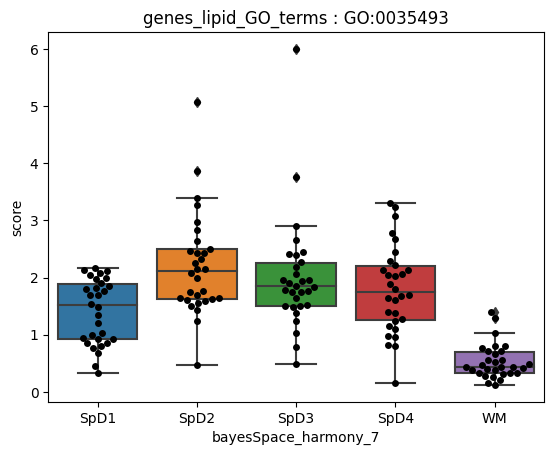 genes_lipid_GO_terms : GO:0035493
score
6
5
4
3
2
1
0
SpD1 SpD2 SpD3 SpD4 WM
bayesSpace_harmony_7